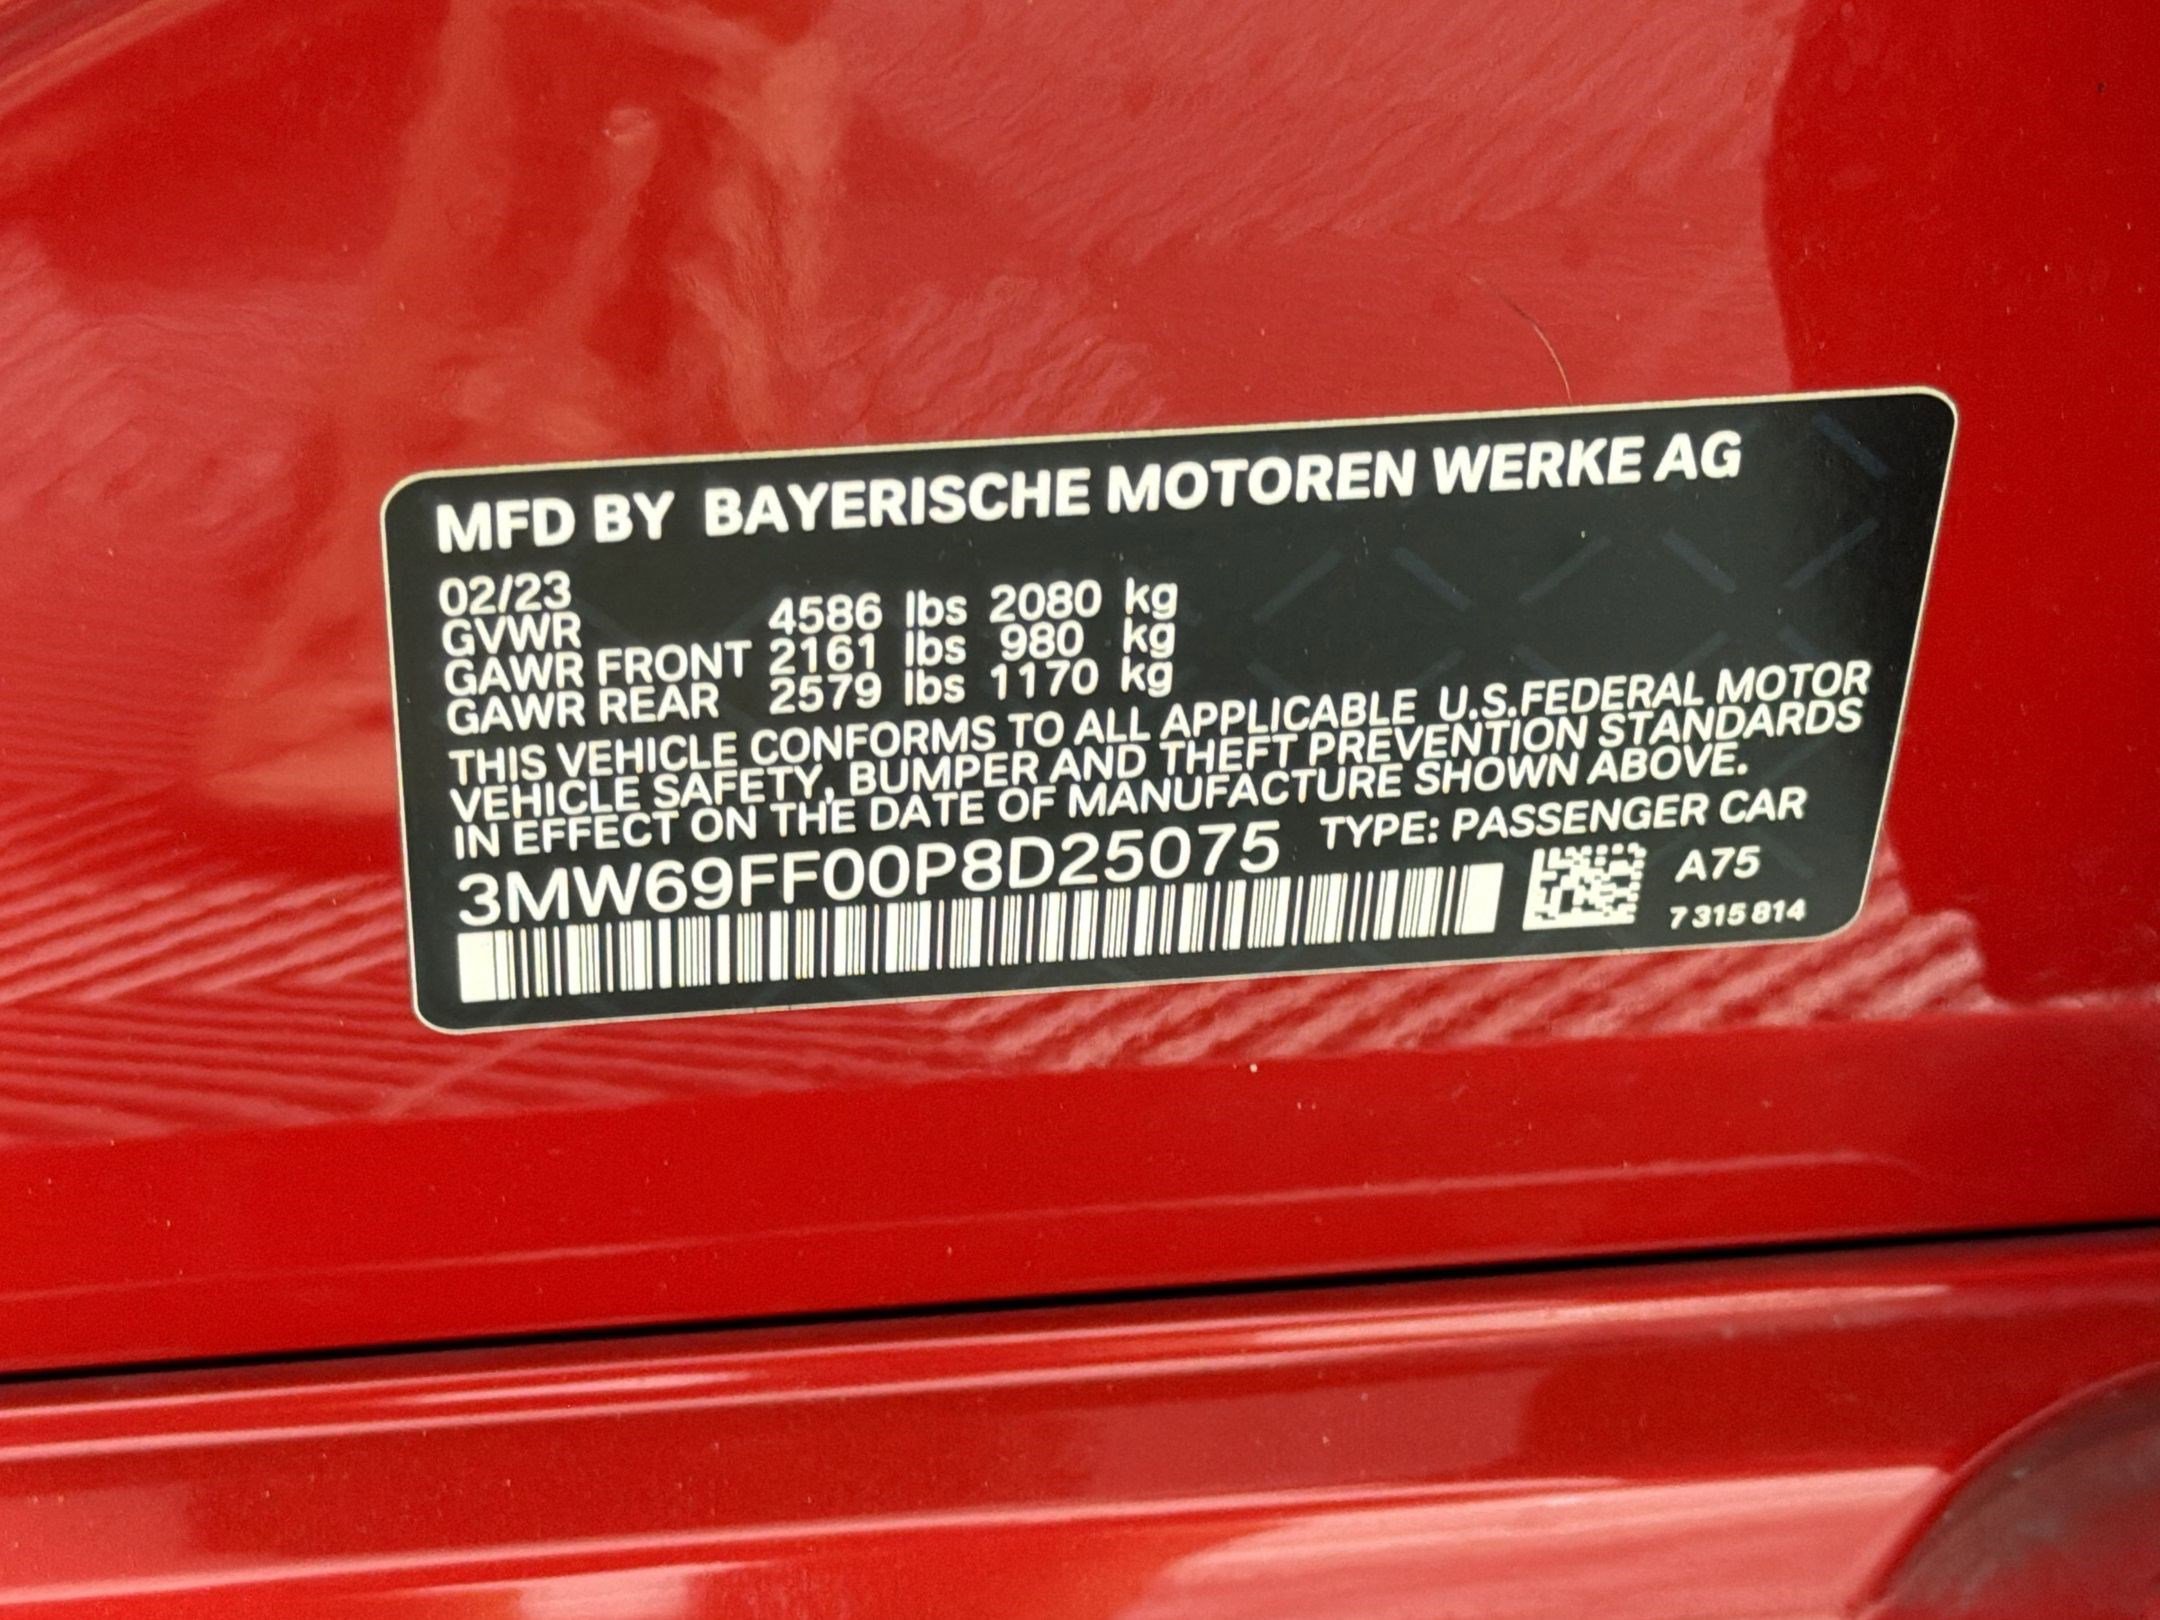 MFD BY BAYERISCHE MOTOREN WERKE AG
02/23
GVWR 4586 lbs 2080 kg
GAWR FRONT 2161 lbs 980 kg
GAWR REAR 2579 lbs 1170 kg
THIS VEHICLE CONFORMS TO ALL APPLICABLE U.S.FEDERAL MOTOR
VEHICLE SAFETY, BUMPER AND THEFT PREVENTION STANDARDS
IN EFFECT ON THE DATE OF MANUFACTURE SHOWN ABOVE.
3MW69FF00P8D25075 TYPE: PASSENGER CAR
A75
7 315 814